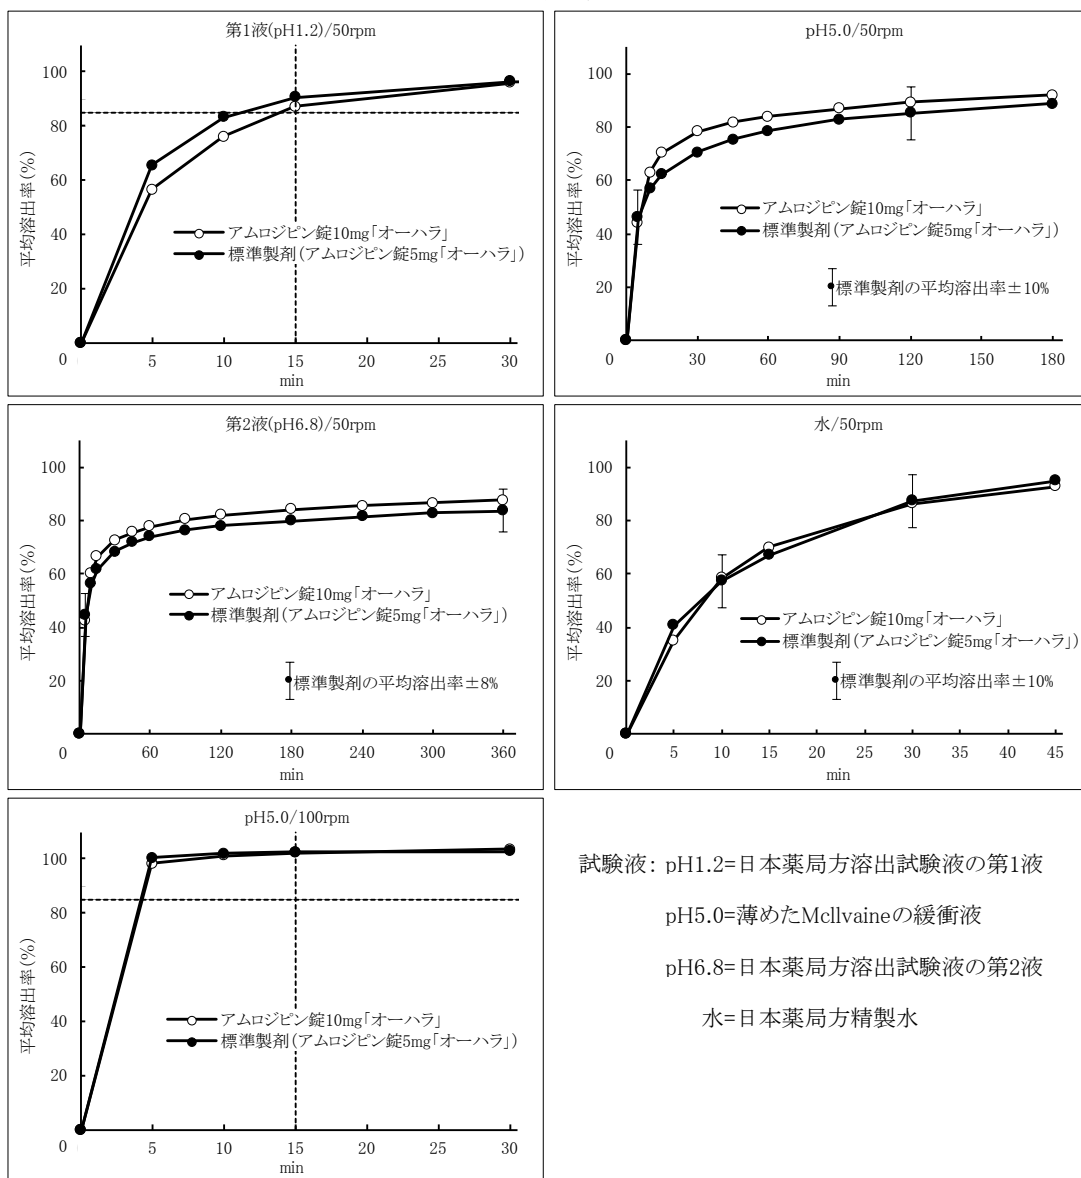 第1液(pH1.2)/50rpm
平均溶出率(%)
100
80
60
40
20
0
アムロジピン錠10mg「オーハラ」
標準製剤(アムロジピン錠5mg「オーハラ」)
5 10 15 20 25 30
min
pH5.0/50rpm
平均溶出率(%)
100
80
60
40
20
0
アムロジピン錠10mg「オーハラ」
標準製剤(アムロジピン錠5mg「オーハラ」)
標準製剤の平均溶出率±10%
30 60 90 120 150 180
min
第2液(pH6.8)/50rpm
平均溶出率(%)
100
80
60
40
20
0
アムロジピン錠10mg「オーハラ」
標準製剤(アムロジピン錠5mg「オーハラ」)
標準製剤の平均溶出率±8%
60 120 180 240 300 360
min
水/50rpm
平均溶出率(%)
100
80
60
40
20
0
アムロジピン錠10mg「オーハラ」
標準製剤(アムロジピン錠5mg「オーハラ」)
標準製剤の平均溶出率±10%
5 10 15 20 25 30 35 40 45
min
pH5.0/100rpm
平均溶出率(%)
100
80
60
40
20
0
アムロジピン錠10mg「オーハラ」
標準製剤(アムロジピン錠5mg「オーハラ」)
5 10 15 20 25 30
min
試験液: pH1.2=日本薬局方溶出試験液の第1液
pH5.0=薄めたMcllvaineの緩衝液
pH6.8=日本薬局方溶出試験液の第2液
水=日本薬局方精製水